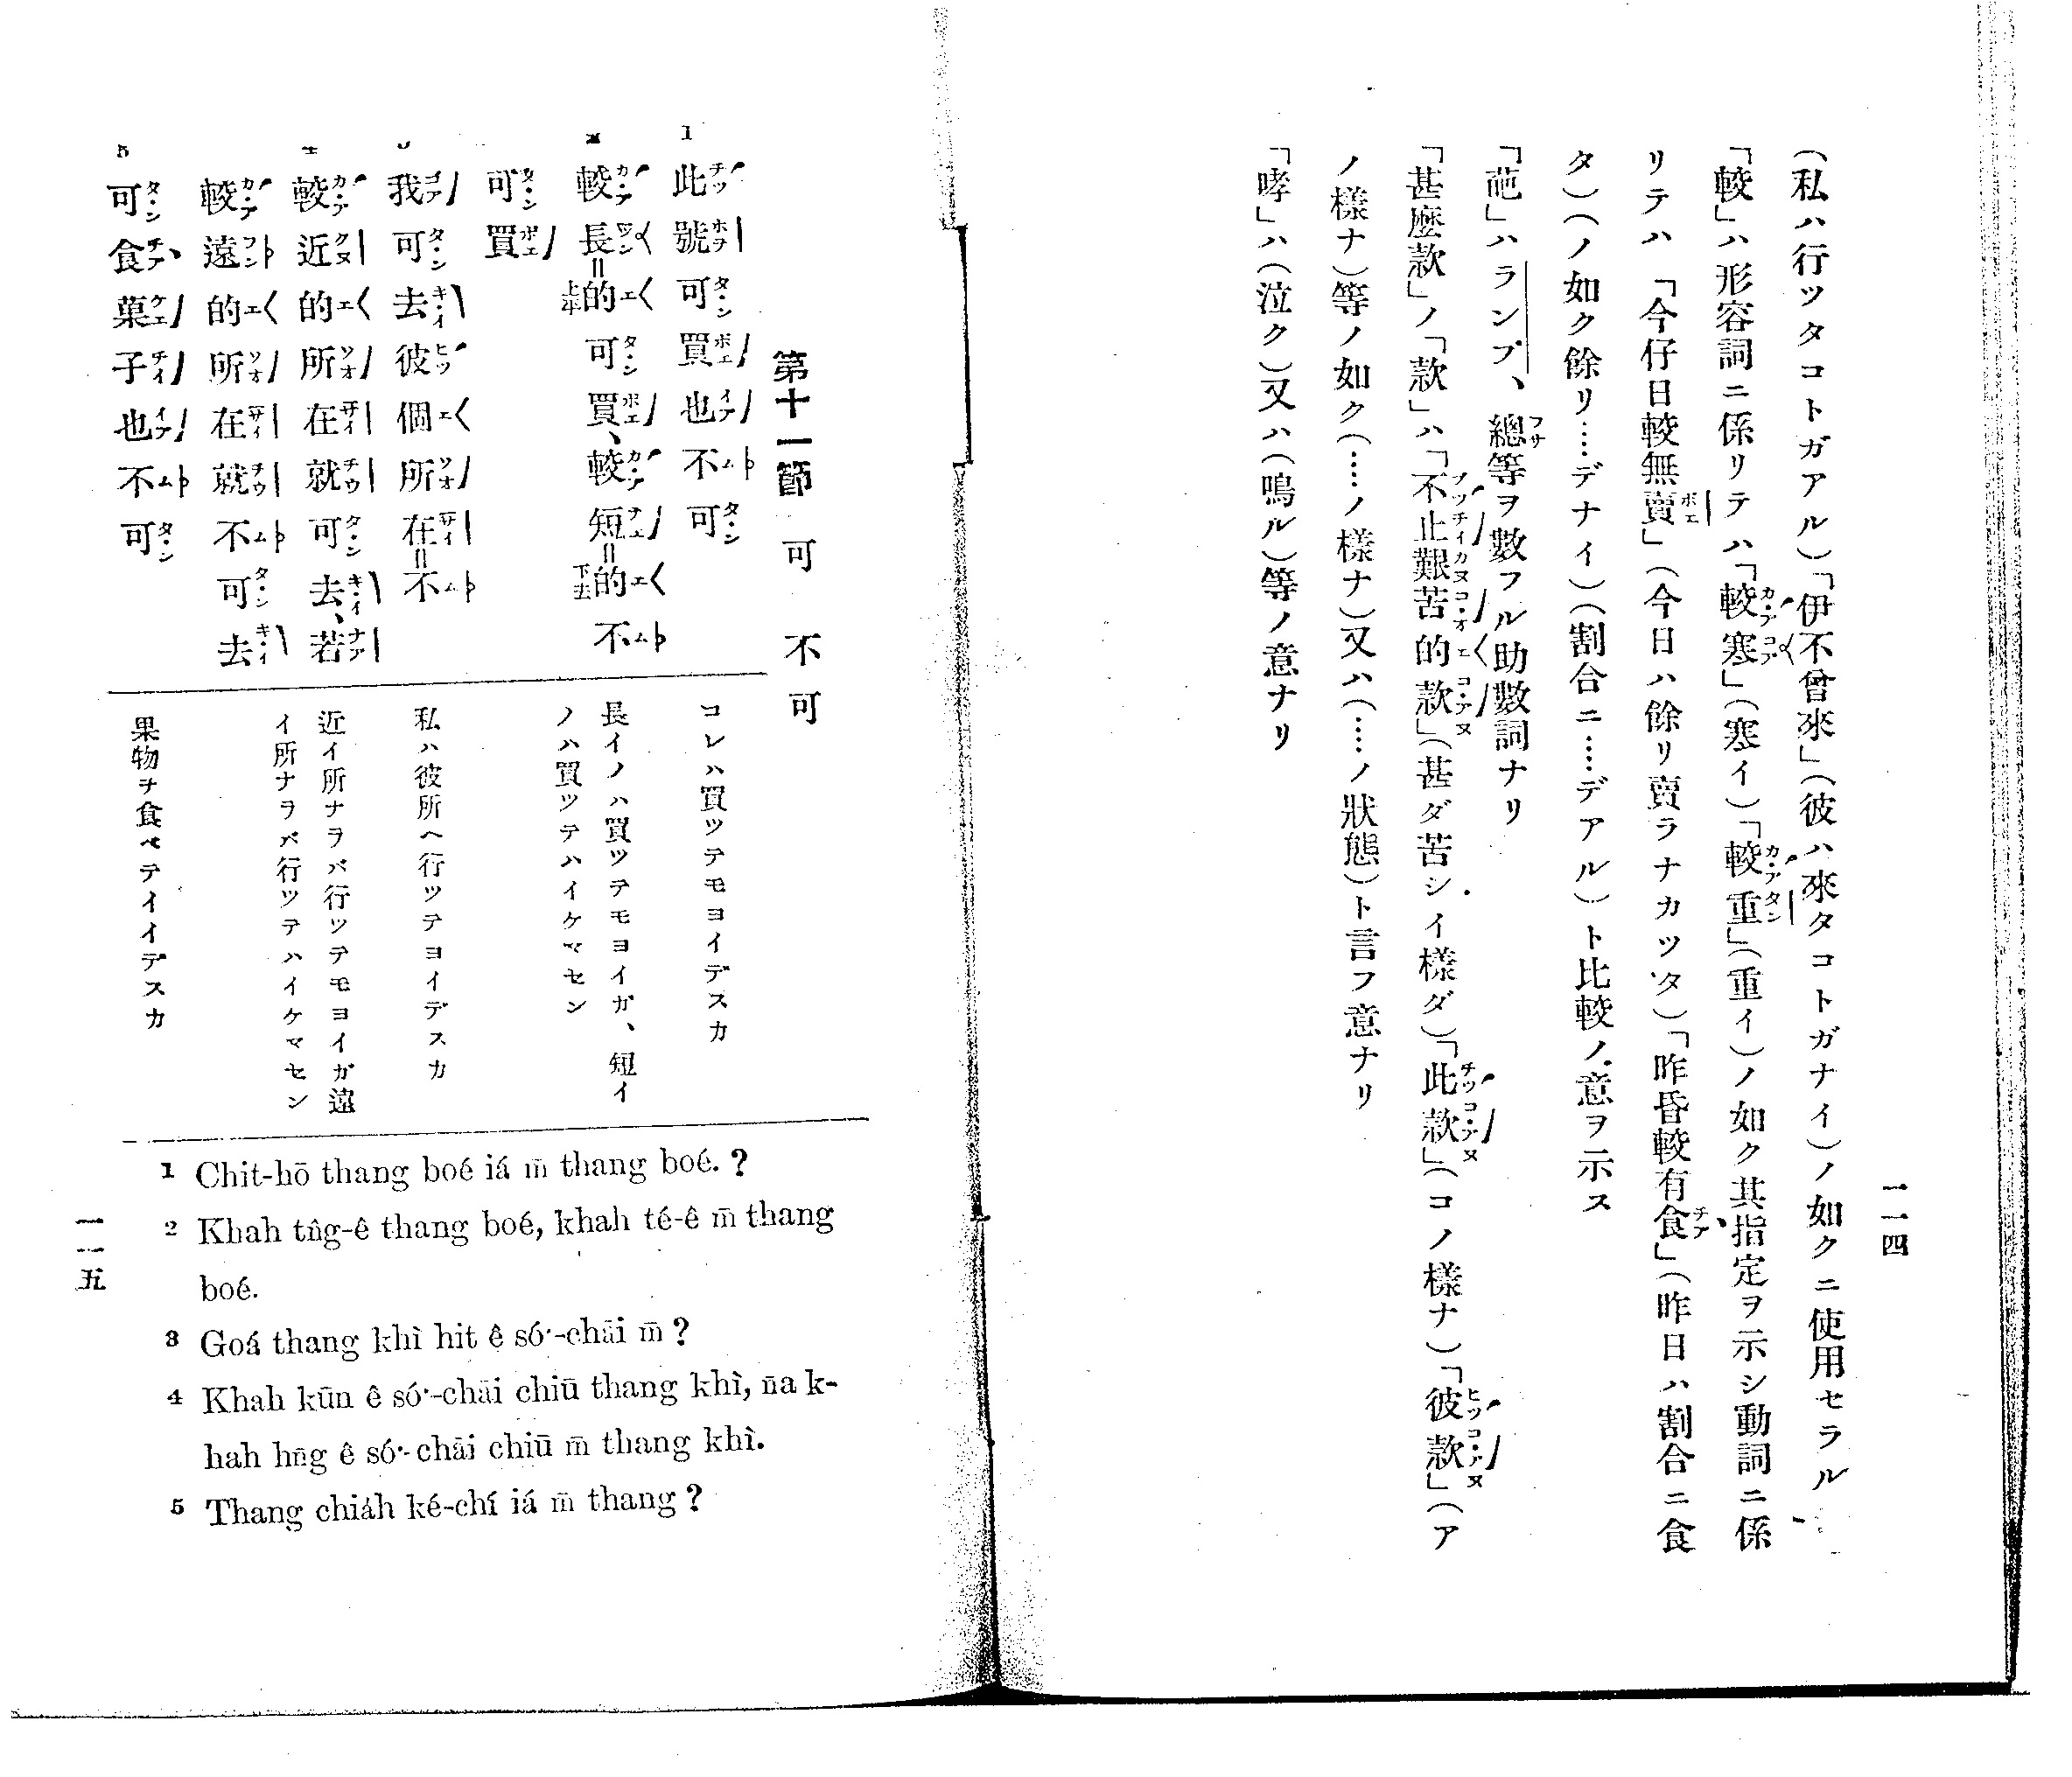 一一四
(私ハ行ツタコトガアル)「伊不曾來」(彼ハ來タコトガナイ)ノ如クニ使用セラル
「較」ハ形容詞ニ係リテハ「較寒」(寒イ)「較重」(重イ)ノ如ク其指定ヲ示シ動詞ニ係
リテハ「今仔日較無賣」(今日ハ餘リ賣ラナカツタ)「昨昏較有食」(昨日ハ割合ニ食
タ)(ノ如ク餘リ……デナイ)(割合ニ……デアル)ト比較ノ意ヲ示ス
「葩」ハランプ、總等ヲ數フル助數詞ナリ
「甚麼款」ノ「款」ハ「不止艱苦的款」(甚ダ苦シイ樣ダ)「此款」(コノ樣ナ)「彼款」(ア
ノ樣ナ)等ノ如ク(……ノ樣ナ)又ハ(……ノ狀態)ト言フ意ナリ
「哮」ハ(泣ク)又ハ(鳴ル)等ノ意ナリ
第十一節 可 不可
1 此號可買也不可
2 較長的可買、較短的不
可買
我可去彼個所在不
4 較近的所在就可去、若
較遠的所在就不可去
5 可食菓子也不可
コレハ買ツテモヨイデスカ
長イノハ買ツテモヨイガ、短イ
ノハ買ツテハイケマセン
私ハ彼所ヘ行ツテヨイデスカ
近イ所ナラバ行ツテモヨイガ遠
イ所ナラバ行ツテハイケマセン
果物ヲ食ベテイイデスカ
1 Chit-hō thang boé iá m̄ thang boé. ?
2 Khah tn̂g-ê thang boé, khah té-ê m̄ thang
boé.
3 Goá thang khì hit ê só·-chāi m̄ ?
4 Khah kūn ê só·-chāi chiū thang khì, n̄a k-
hah hn̄g ê só·-chāi chiū m̄ thang khì.
5 Thang chia̍h ké-chí iá m̄ thang ?
一一五